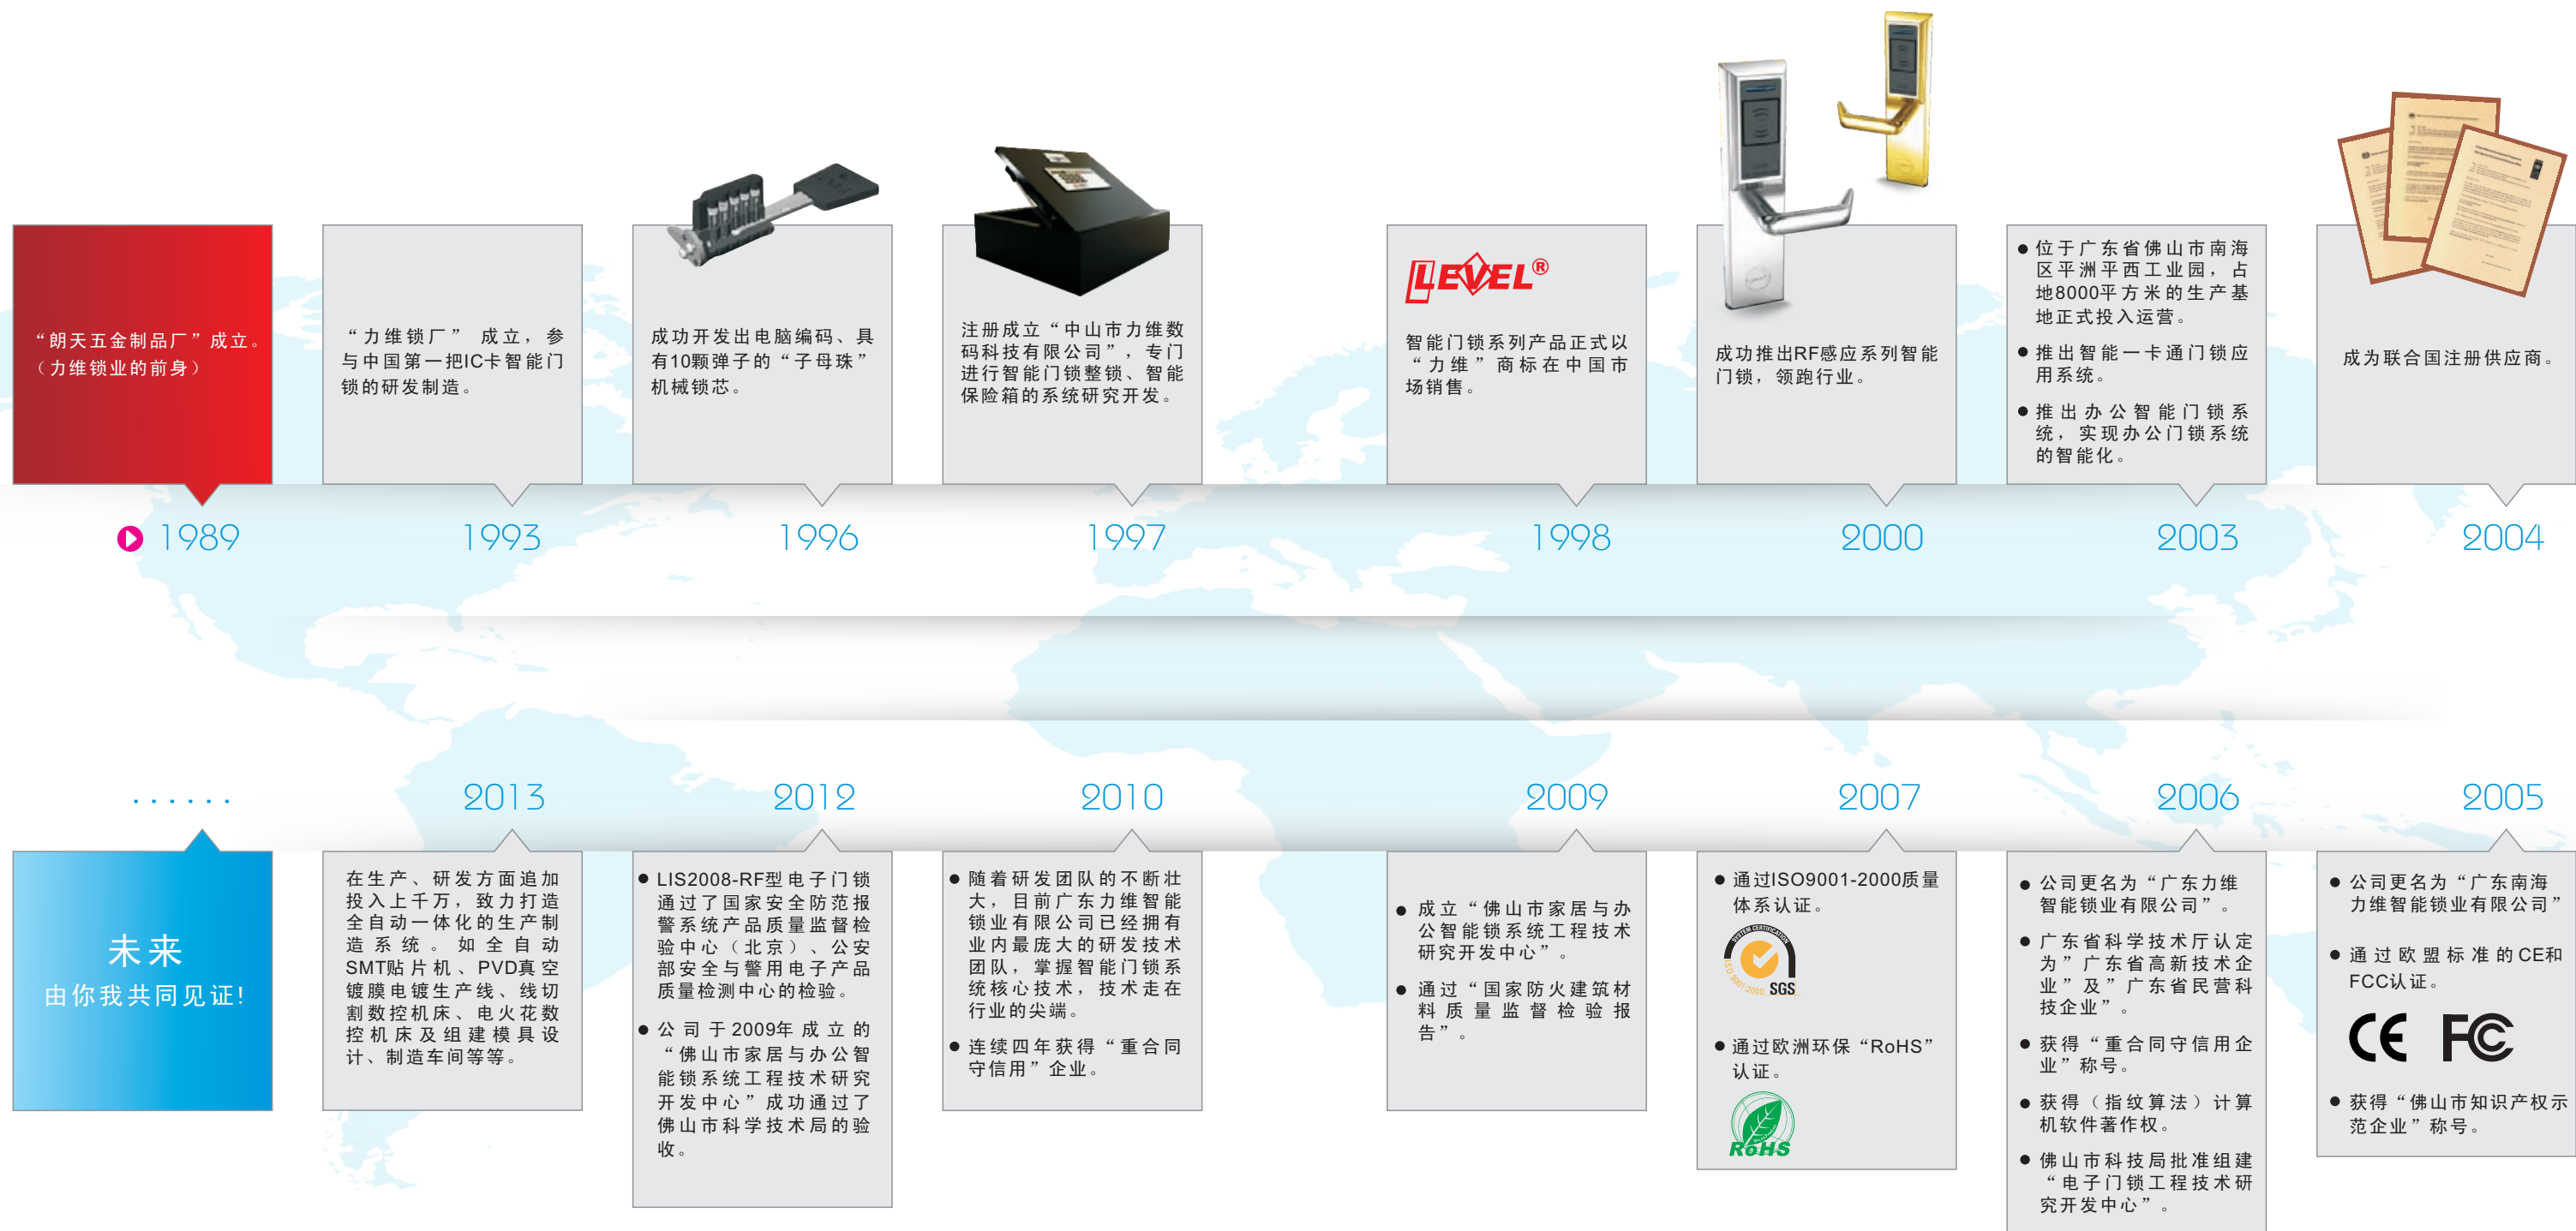 “朗天五金制品厂”成立。
（力维锁业的前身）
1989
“力维锁厂” 成立，参
与中国第一把IC卡智能门
锁的研发制造。
1993
成功开发出电脑编码、具
有10颗弹子的“子母珠”
机械锁芯。
1996
注册成立“中山市力维数
码科技有限公司”，专门
进行智能门锁整锁、智能
保险箱的系统研究开发。
1997
LEVEL®
智能门锁系列产品正式以
“力维”商标在中国市
场销售。
1998
成功推出RF感应系列智能
门锁，领跑行业。
2000
● 位于广东省佛山市南海
区平洲平西工业园，占
地8000平方米的生产基
地正式投入运营。
● 推出智能一卡通门锁应
用系统。
● 推出办公智能门锁系
统，实现办公门锁系统
的智能化。
2003
成为联合国注册供应商。
2004
······
未来
由你我共同见证!
2013
在生产、研发方面追加
投入上千万，致力打造
全自动一体化的生产制
造系统。如全自动
SMT贴片机、PVD真空
镀膜电镀生产线、线切
割数控机床、电火花数
控机床及组建模具设
计、制造车间等等。
2012
● LIS2008-RF型电子门锁
通过了国家安全防范报
警系统产品质量监督检
验中心（北京）、公安
部安全与警用电子产品
质量检测中心的检验。
● 公司于2009年成立的
“佛山市家居与办公智
能锁系统工程技术研究
开发中心”成功通过了
佛山市科学技术局的验
收。
2010
● 随着研发团队的不断壮
大，目前广东力维智能
锁业有限公司已经拥有
业内最庞大的研发技术
团队，掌握智能门锁系
统核心技术，技术走在
行业的尖端。
● 连续四年获得“重合同
守信用”企业。
2009
● 成立“佛山市家居与办
公智能锁系统工程技术
研究开发中心”。
● 通过“国家防火建筑材
料质量监督检验报
告”。
2007
● 通过ISO9001-2000质量
体系认证。
SYSTEM CERTIFICATION
ISO 9001:2000
SGS
● 通过欧洲环保“RoHS”
认证。
RoHS
2006
● 公司更名为“广东力维
智能锁业有限公司”。
● 广东省科学技术厅认定
为”广东省高新技术企
业”及”广东省民营科
技企业”。
● 获得“重合同守信用企
业”称号。
● 获得（指纹算法）计算
机软件著作权。
● 佛山市科技局批准组建
“电子门锁工程技术研
究开发中心”。
2005
● 公司更名为“广东南海
力维智能锁业有限公司”
● 通过欧盟标准的CE和
FCC认证。
CE FC
● 获得“佛山市知识产权示
范企业”称号。